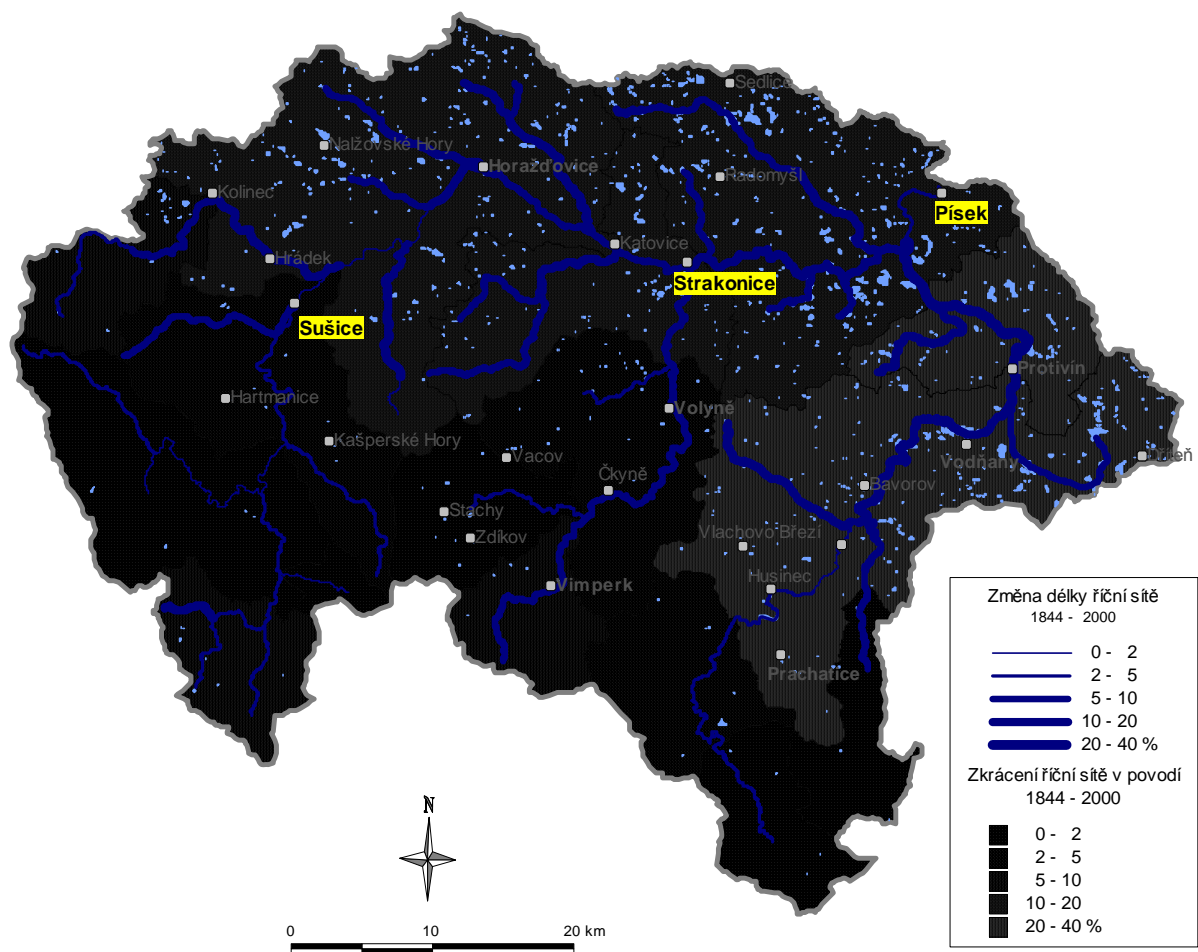 Sedlice
Nalžovské Hory
Horažďovice
Radomyšl
Kolinec
Písek
Katovice
Hrádek
Strakonice
Sušice
Protivín
Hartmanice
Volyně
Kašperské Hory
Vacov
Vodňany
Čkyně
Bavorov
Stachy
Zdíkov
Vlachovo Březí
Vimperk
Husinec
Prachatice
Změna délky říční sítě
1844 - 2000
0 - 2
2 - 5
5 - 10
10 - 20
20 - 40 %
Zkrácení říční sítě v povodí
1844 - 2000
0 - 2
2 - 5
5 - 10
10 - 20
20 - 40 %
N
0 10 20 km